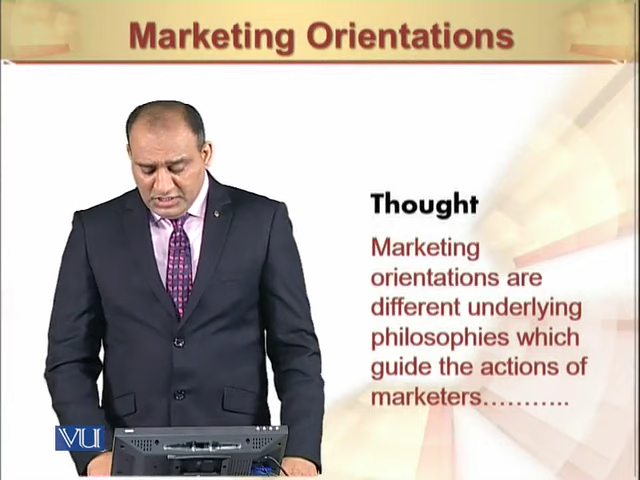 Marketing Orientations
Thought
Marketing
orientations are
different underlying
philosophies which
guide the actions of
marketers………..
VU